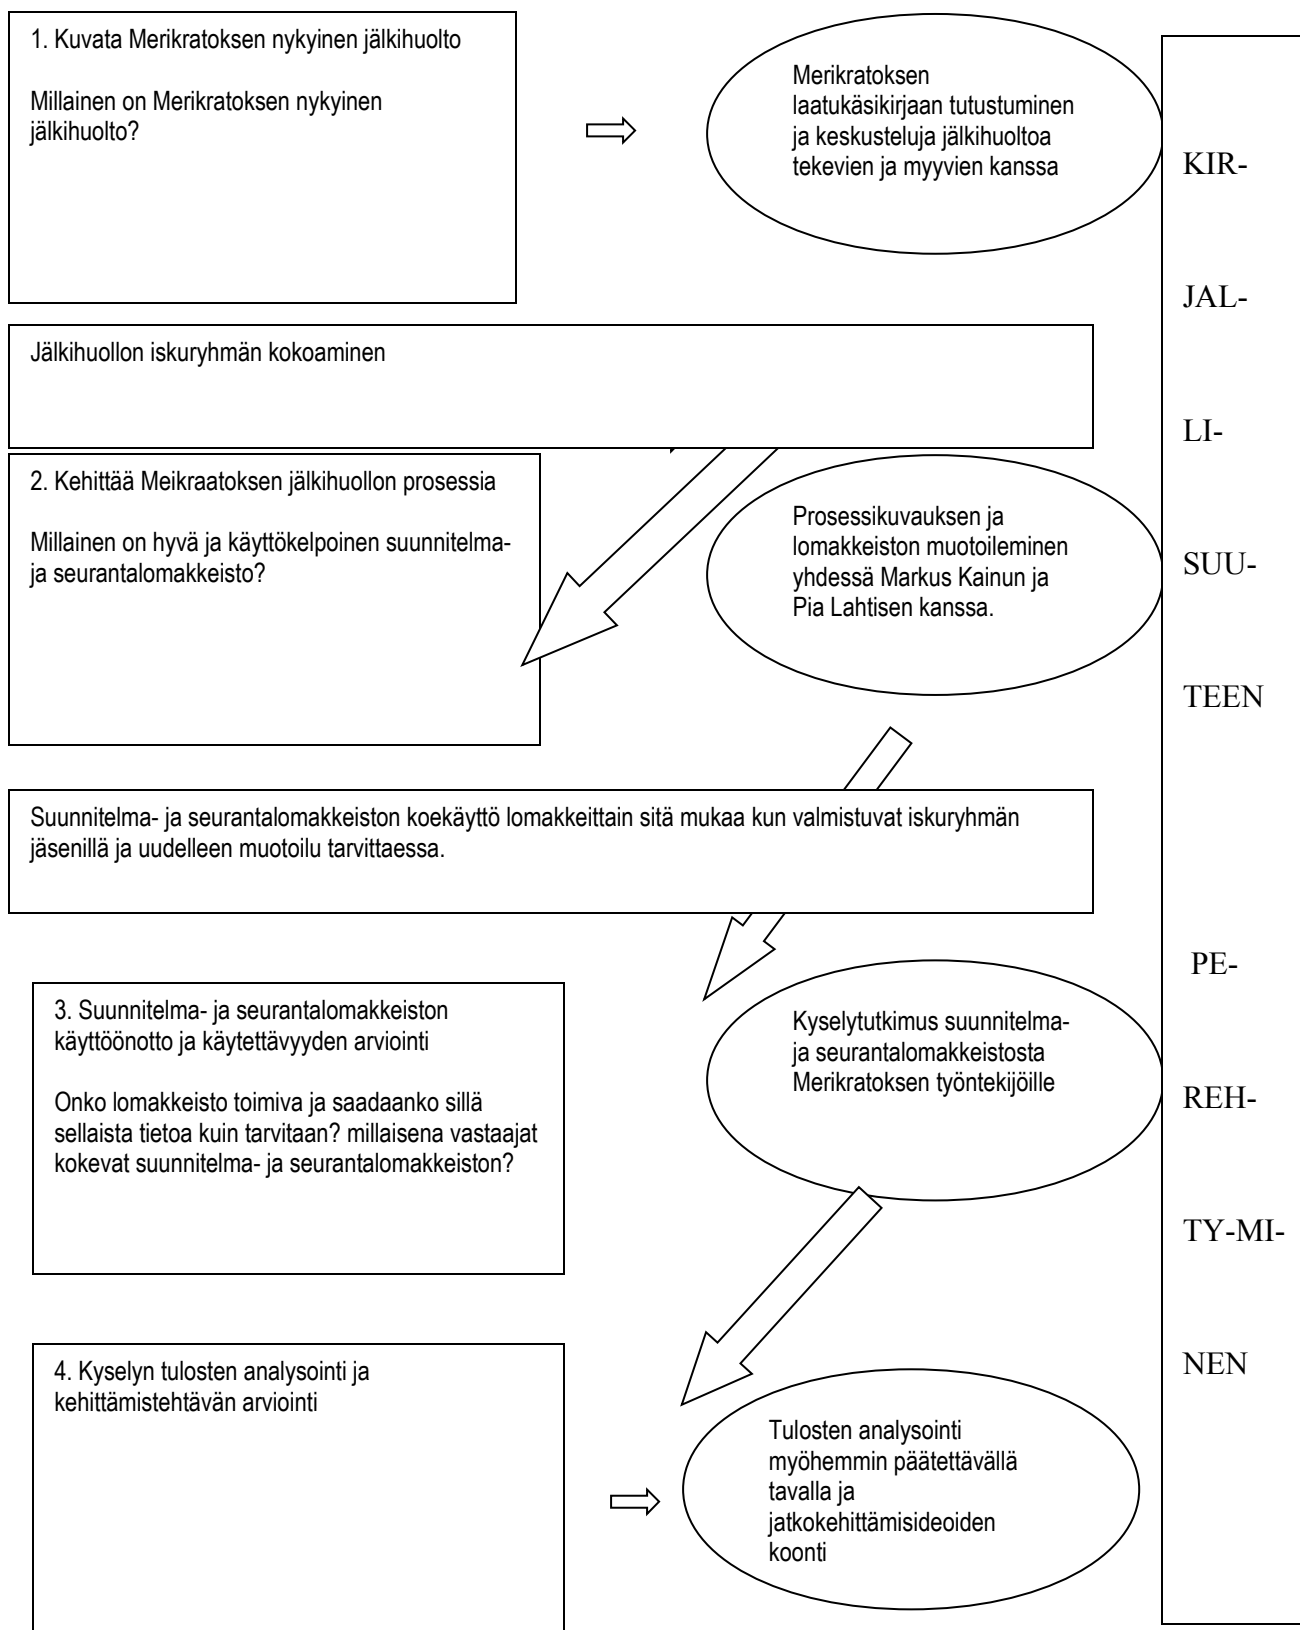 1. Kuvata Merikratoksen nykyinen jälkihuolto
Millainen on Merikratoksen nykyinen
jälkihuolto?
Merikratoksen
laatukäsikirjaan tutustuminen
ja keskusteluja jälkihuoltoa
tekevien ja myyvien kanssa
Jälkihuollon iskuryhmän kokoaminen
2. Kehittää Meikraatoksen jälkihuollon prosessia
Millainen on hyvä ja käyttökelpoinen suunnitelma-
ja seurantalomakkeisto?
Prosessikuvauksen ja
lomakkeiston muotoileminen
yhdessä Markus Kainun ja
Pia Lahtisen kanssa.
Suunnitelma- ja seurantalomakkeiston koekäyttö lomakkeittain sitä mukaa kun valmistuvat iskuryhmän
jäsenillä ja uudelleen muotoilu tarvittaessa.
3. Suunnitelma- ja seurantalomakkeiston
käyttöönotto ja käytettävyyden arviointi
Onko lomakkeisto toimiva ja saadaanko sillä
sellaista tietoa kuin tarvitaan? millaisena vastaajat
kokevat suunnitelma- ja seurantalomakkeiston?
Kyselytutkimus suunnitelma-
ja seurantalomakkeistosta
Merikratoksen työntekijöille
4. Kyselyn tulosten analysointi ja
kehittämistehtävän arviointi
Tulosten analysointi
myöhemmin päätettävällä
tavalla ja
jatkokehittämisideoiden
koonti
KIR-
JAL-
LI-
SUU-
TEEN
PE-
REH-
TY-MI-
NEN